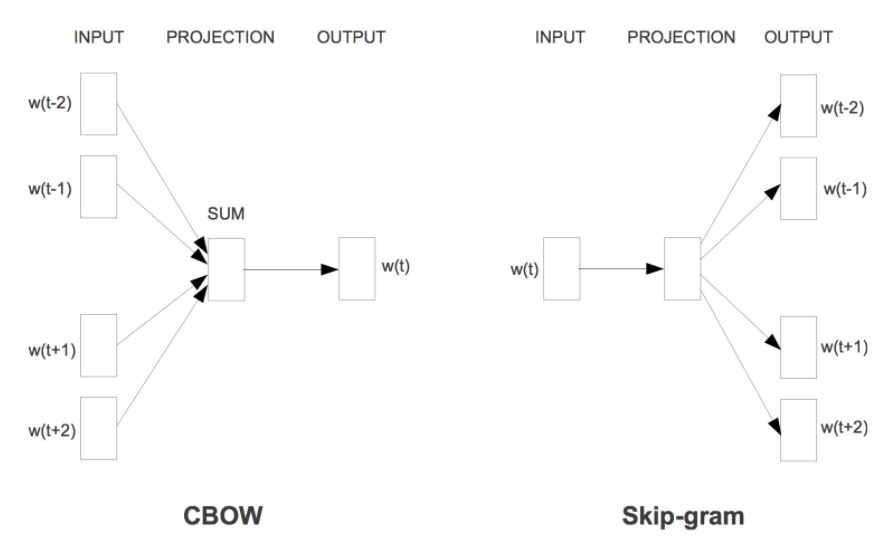 INPUT PROJECTION OUTPUT
w(t-2)
w(t-1)
SUM
w(t)
w(t+1)
w(t+2)
CBOW
INPUT PROJECTION OUTPUT
w(t-2)
w(t-1)
w(t)
w(t+1)
w(t+2)
Skip-gram